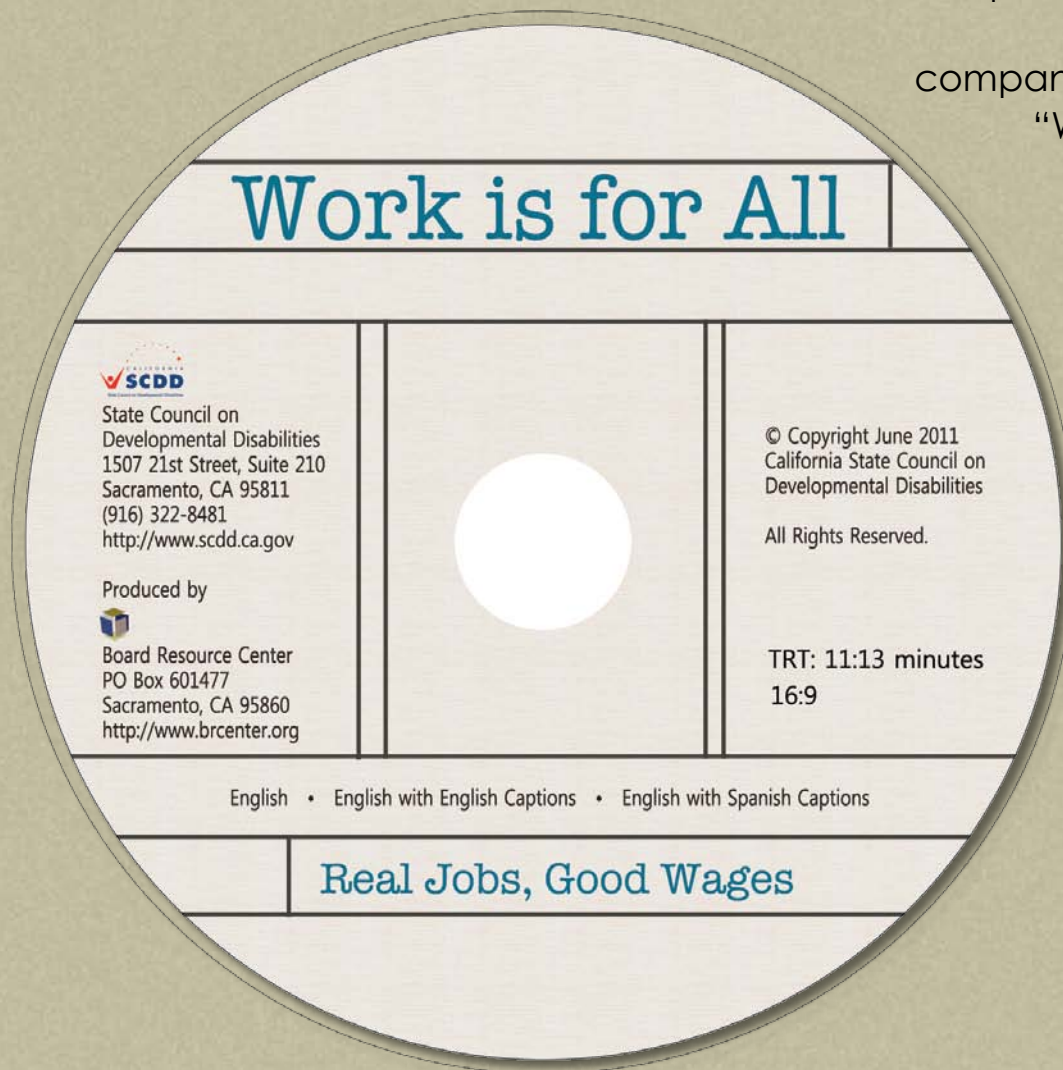 compan
“W
Work is for All
CALIFORNIA
SCDD
State Council on
Developmental Disabilities
1507 21st Street, Suite 210
Sacramento, CA 95811
(916) 322-8481
http://www.scdd.ca.gov
Produced by
Board Resource Center
PO Box 601477
Sacramento, CA 95860
http://www.brcenter.org
© Copyright June 2011
California State Council on
Developmental Disabilities
All Rights Reserved.
TRT: 11:13 minutes
16:9
English • English with English Captions • English with Spanish Captions
Real Jobs, Good Wages